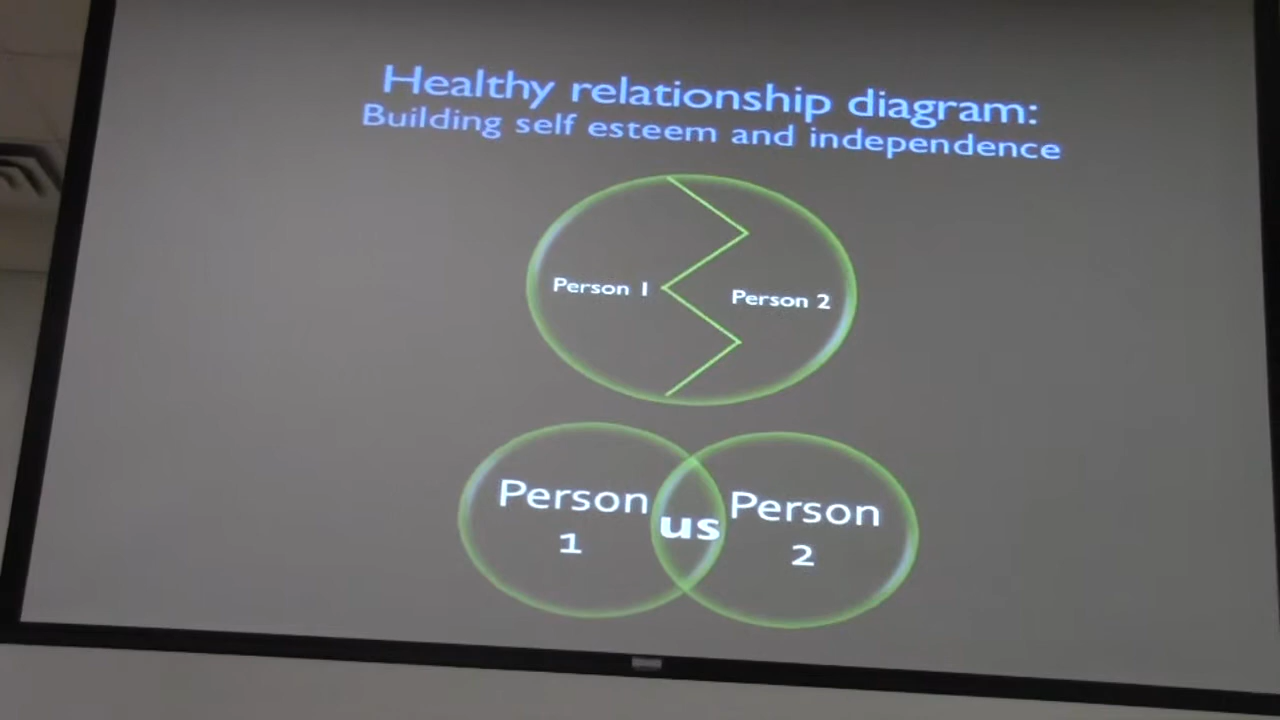 Healthy relationship diagram:
Building self esteem and independence
Person 1
Person 2
Person
1
us
Person
2